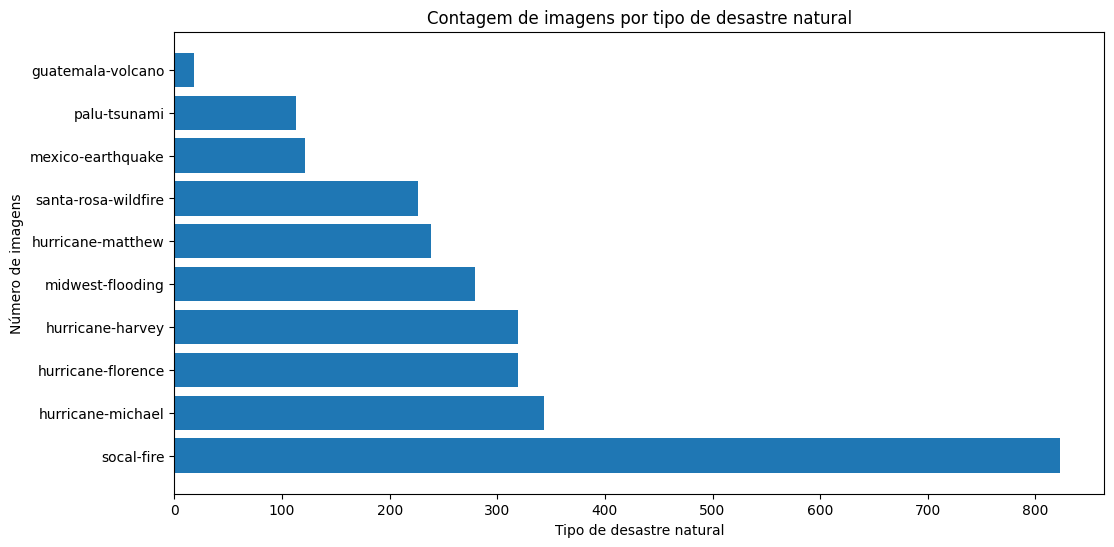 Contagem de imagens por tipo de desastre natural
guatemala-volcano
palu-tsunami
mexico-earthquake
santa-rosa-wildfire
hurricane-matthew
midwest-flooding
hurricane-harvey
hurricane-florence
hurricane-michael
socal-fire
Número de imagens
0 100 200 300 400 500 600 700 800
Tipo de desastre natural